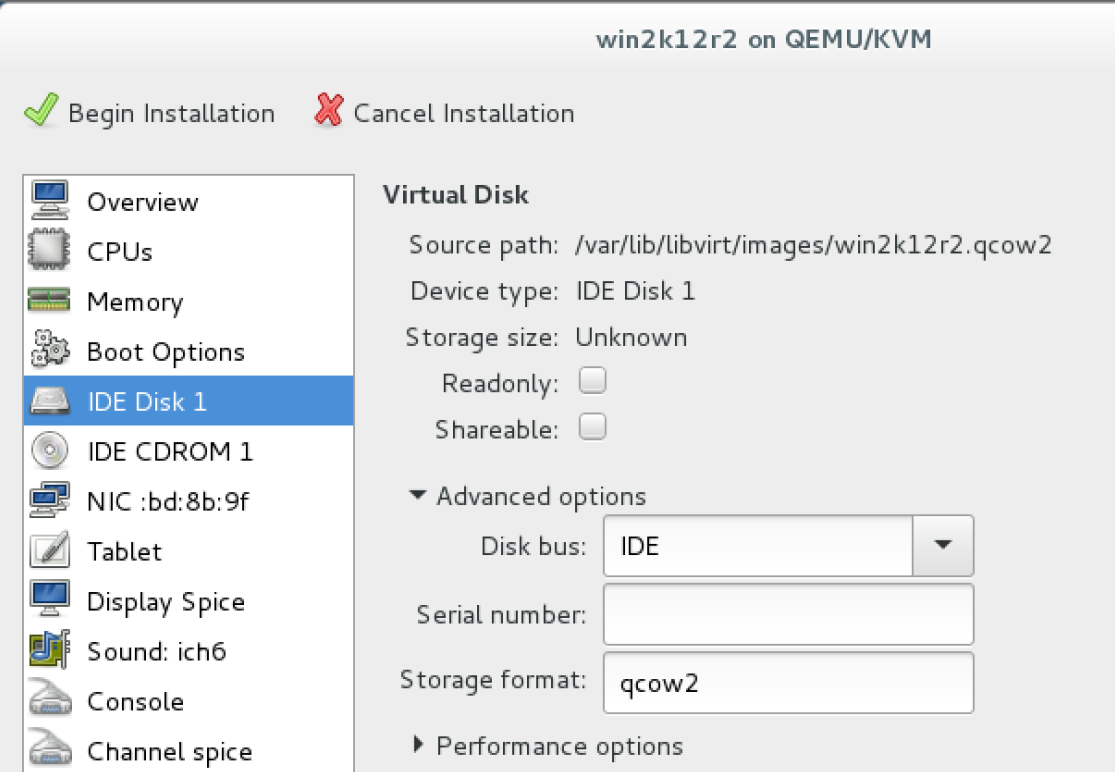 win2k12r2 on QEMU/KVM
Begin Installation
Cancel Installation
Overview
CPUs
Memory
Boot Options
IDE Disk 1
IDE CDROM 1
NIC :bd:8b:9f
Tablet
Display Spice
Sound: ich6
Console
Channel spice
Virtual Disk
Source path: /var/lib/libvirt/images/win2k12r2.qcow2
Device type: IDE Disk 1
Storage size: Unknown
Readonly:
Shareable:
Advanced options
Disk bus: IDE
Serial number:
Storage format: qcow2
Performance options